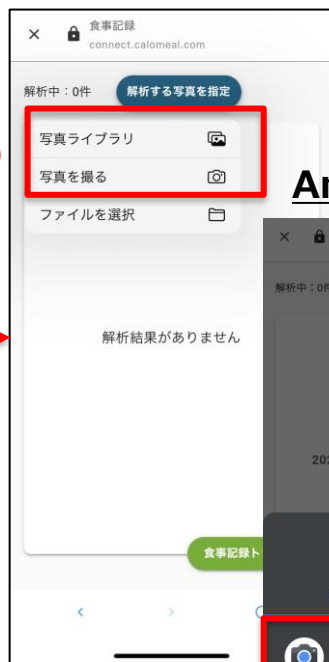 食事記録
connect.calomeal.com
解析中：0件
解析する写真を指定
写真ライブラリ
写真を撮る
ファイルを選択
解析結果がありません
食事記録ト
An
解析中：0件
202